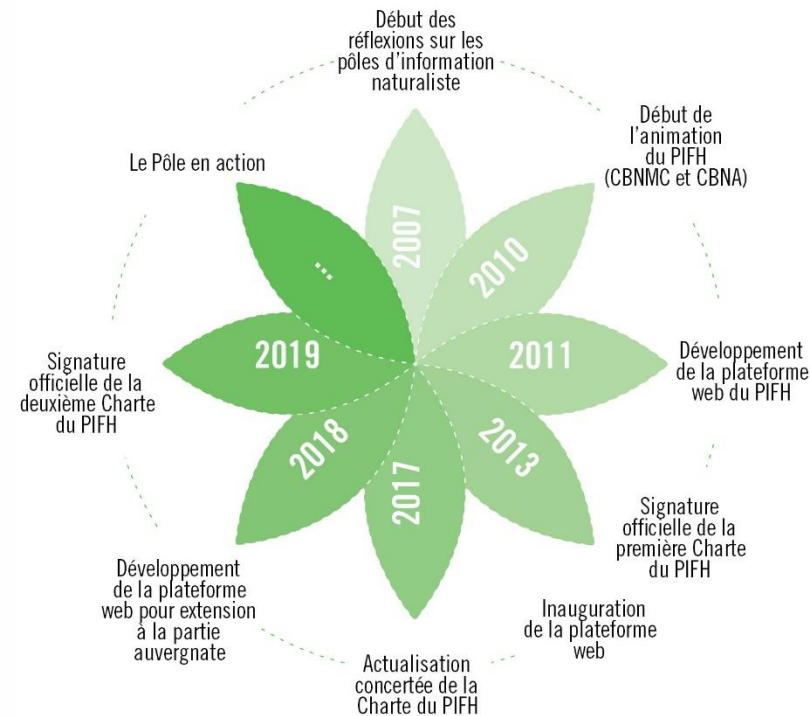 Début des
réflexions sur les
pôles d'information
naturaliste
2007
Début de
l'animation
du PIFH
(CBNMC et CBNA)
2010
Développement
de la plateforme
web du PIFH
2011
Signature
officielle de la
première Charte
du PIFH
2013
Inauguration
de la plateforme
web
Actualisation
concertée de la
Charte du PIFH
2017
Développement
de la plateforme
web pour extension
à la partie
auvergnate
2018
Signature
officielle de la
deuxième Charte
du PIFH
2019
Le Pôle en action
...